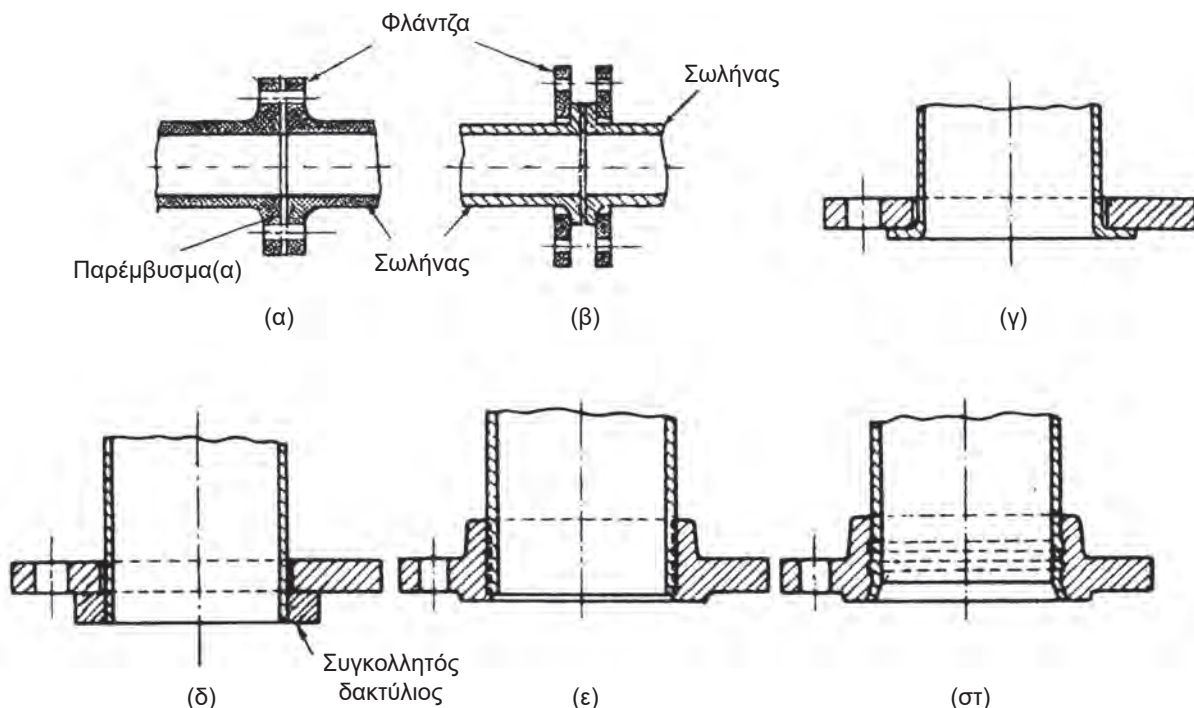 Φλάντζα
Σωλήνας
Παρέμβυσμα(α)
Σωλήνας
(α)
(β)
(γ)
Συγκολλητός
δακτύλιος
(δ)
(ε)
(στ)